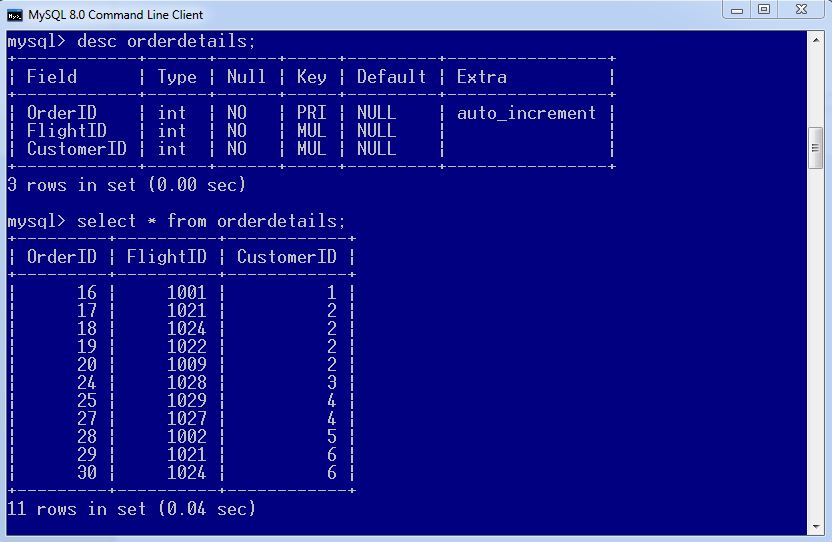 MySQL 8.0 Command Line Client
mysql> desc orderdetails;
+------------+------+------+-----+---------+----------------+
| Field      | Type | Null | Key | Default | Extra          |
+------------+------+------+-----+---------+----------------+
| OrderID    | int  | NO   | PRI | NULL    | auto_increment |
| FlightID   | int  | NO   | MUL | NULL    |                |
| CustomerID | int  | NO   | MUL | NULL    |                |
+------------+------+------+-----+---------+----------------+
3 rows in set (0.00 sec)
mysql> select * from orderdetails;
+---------+----------+------------+
| OrderID | FlightID | CustomerID |
+---------+----------+------------+
|      16 |     1001 |          1 |
|      17 |     1021 |          2 |
|      18 |     1024 |          2 |
|      19 |     1022 |          2 |
|      20 |     1009 |          2 |
|      24 |     1028 |          3 |
|      25 |     1029 |          4 |
|      27 |     1027 |          4 |
|      28 |     1002 |          5 |
|      29 |     1021 |          6 |
|      30 |     1024 |          6 |
+---------+----------+------------+
11 rows in set (0.04 sec)